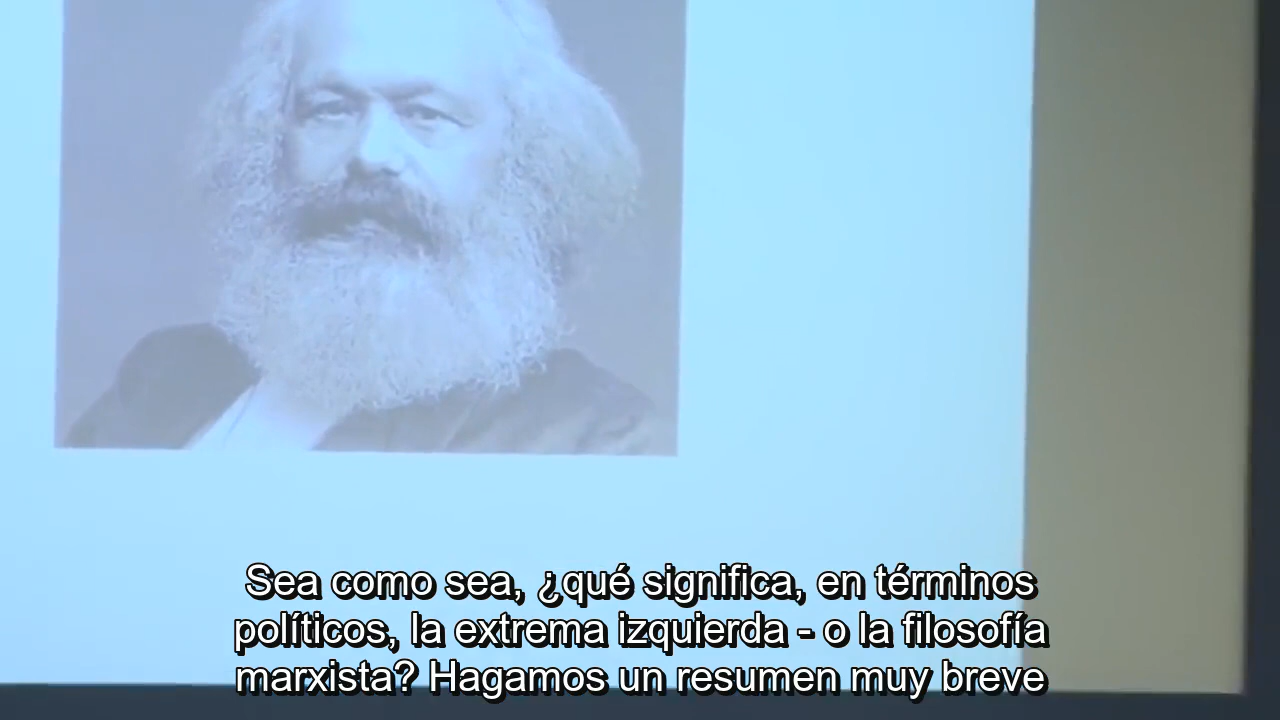 Sea como sea, ¿qué significa, en términos
políticos, la extrema izquierda - o la filosofía
marxista? Hagamos un resumen muy breve